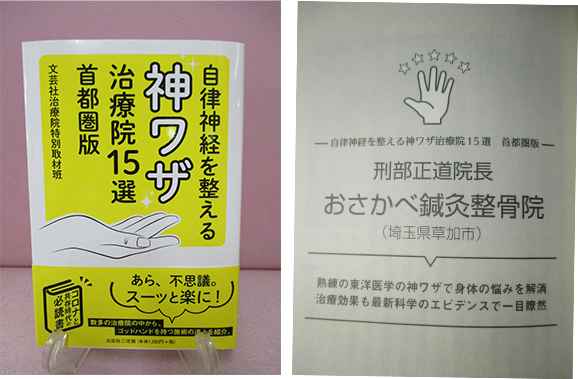 自律神経を整える
神ワザ
治療院15選
首都圏版
文芸社治療院特別取材班
あら、不思議。
スーッと楽に!
コロナと
共存時代の
必読書
数多の治療院の中から、
ゴッドハンドを持つ施術の達人を紹介。
自律神経を整える神ワザ治療院15選 首都圏版
刑部正道院長
おさかべ鍼灸整骨院
(埼玉県草加市)
熟練の東洋医学の神ワザで身体の悩みを解消
治療効果も最新科学のエビデンスで一目瞭然